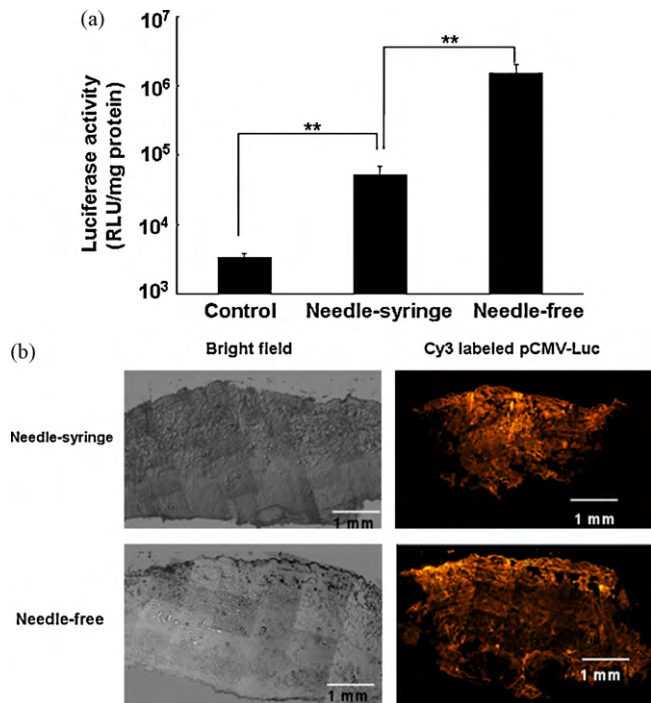 (a)
Luciferase activity
(RLU/mg protein)
10⁷
10⁶
10⁵
10⁴
10³
**
**
Control Needle-syringe Needle-free
(b)
Bright field Cy3 labeled pCMV-Luc
Needle-syringe
1 mm 1 mm
Needle-free
1 mm 1 mm